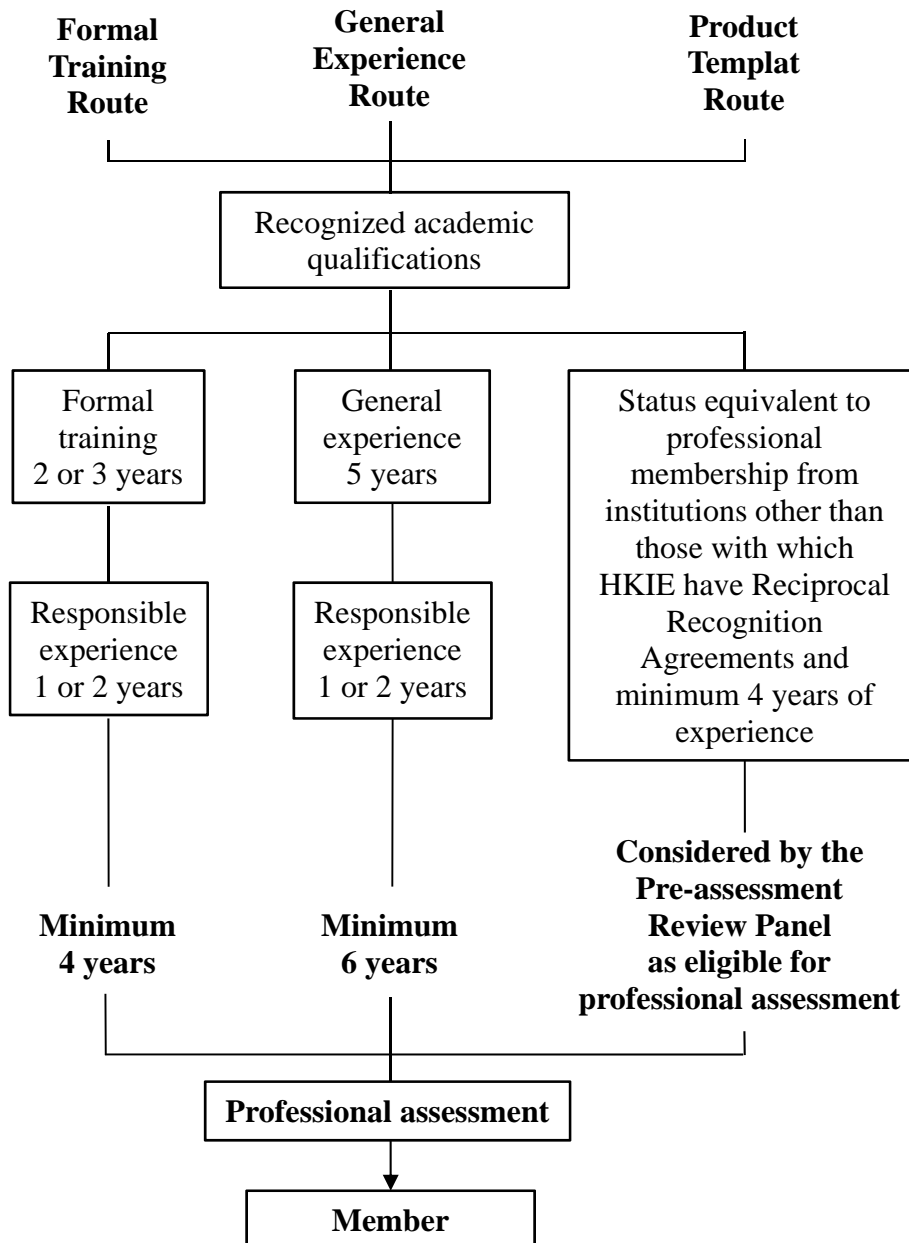 Formal
Training
Route
General
Experience
Route
Product
Templat
Route
Recognized academic
qualifications
Formal
training
2 or 3 years
General
experience
5 years
Status equivalent to
professional
membership from
institutions other than
those with which
HKIE have Reciprocal
Recognition
Agreements and
minimum 4 years of
experience
Responsible
experience
1 or 2 years
Responsible
experience
1 or 2 years
Minimum
4 years
Minimum
6 years
Considered by the
Pre-assessment
Review Panel
as eligible for
professional assessment
Professional assessment
Member